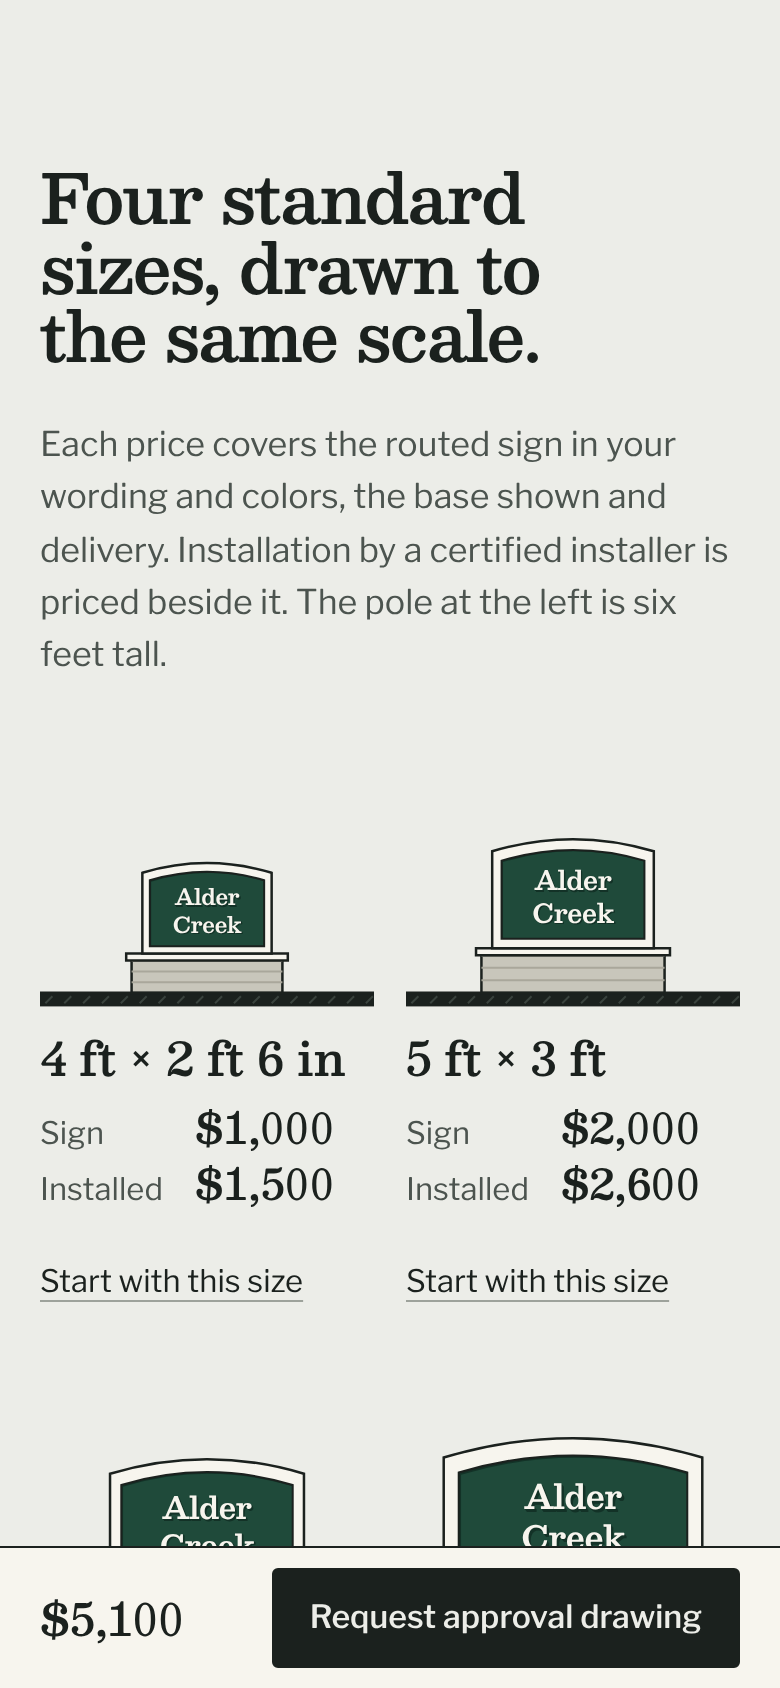 Four standard
sizes, drawn to
the same scale.
Each price covers the routed sign in your
wording and colors, the base shown and
delivery. Installation by a certified installer is
priced beside it. The pole at the left is six
feet tall.
Alder
Creek
Alder
Creek
4 ft × 2 ft 6 in
Sign $1,000
Installed $1,500
Start with this size
5 ft × 3 ft
Sign $2,000
Installed $2,600
Start with this size
Alder
Creek
Alder
Creek
$5,100
Request approval drawing